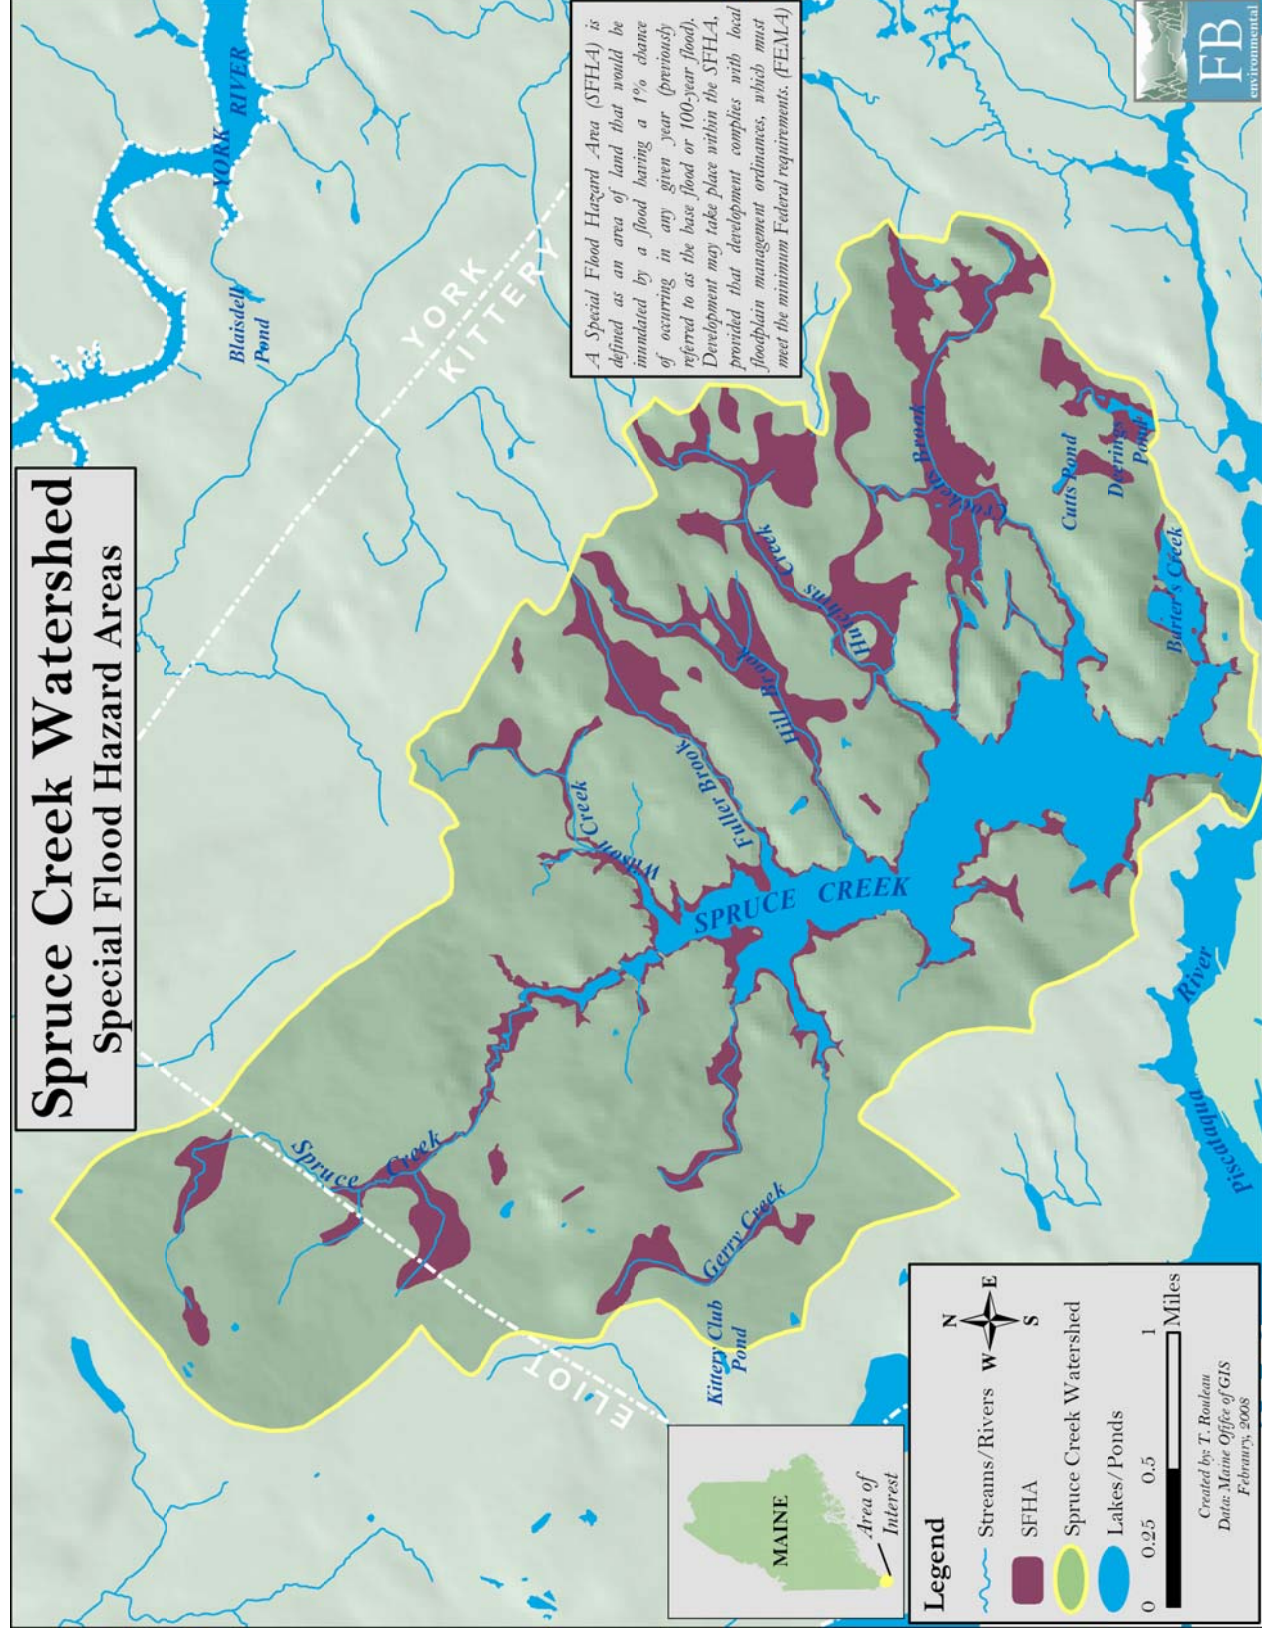 Spruce Creek Watershed
Special Flood Hazard Areas
YORK RIVER
Blaisdell
Pond
YORK
KITTERY
A Special Flood Hazard Area (SFHA) is
defined as an area of land that would be
inundated by a flood having a 1% chance
of occurring in any given year (previously
referred to as the base flood or 100-year flood).
Development may take place within the SFHA,
provided that development complies with local
floodplain management ordinances, which must
meet the minimum Federal requirements. (FEMA)
Spruce Creek
ELIOT
Wilson Creek
Fuller Brook
Hill Brook
Hutchins Creek
Crocketts Brook
SPRUCE CREEK
Gerry Creek
Kittery Club
Pond
Cutts Pond
Deerings
Pond
Barter's Creek
Piscataqua River
MAINE
Area of
Interest
Legend
Streams/Rivers
SFHA
Spruce Creek Watershed
Lakes/Ponds
N
W E
S
0 0.25 0.5 1
Miles
Created by: T. Rouleau
Data: Maine Ofifce of GIS
Febraury, 2008
FB
environmental